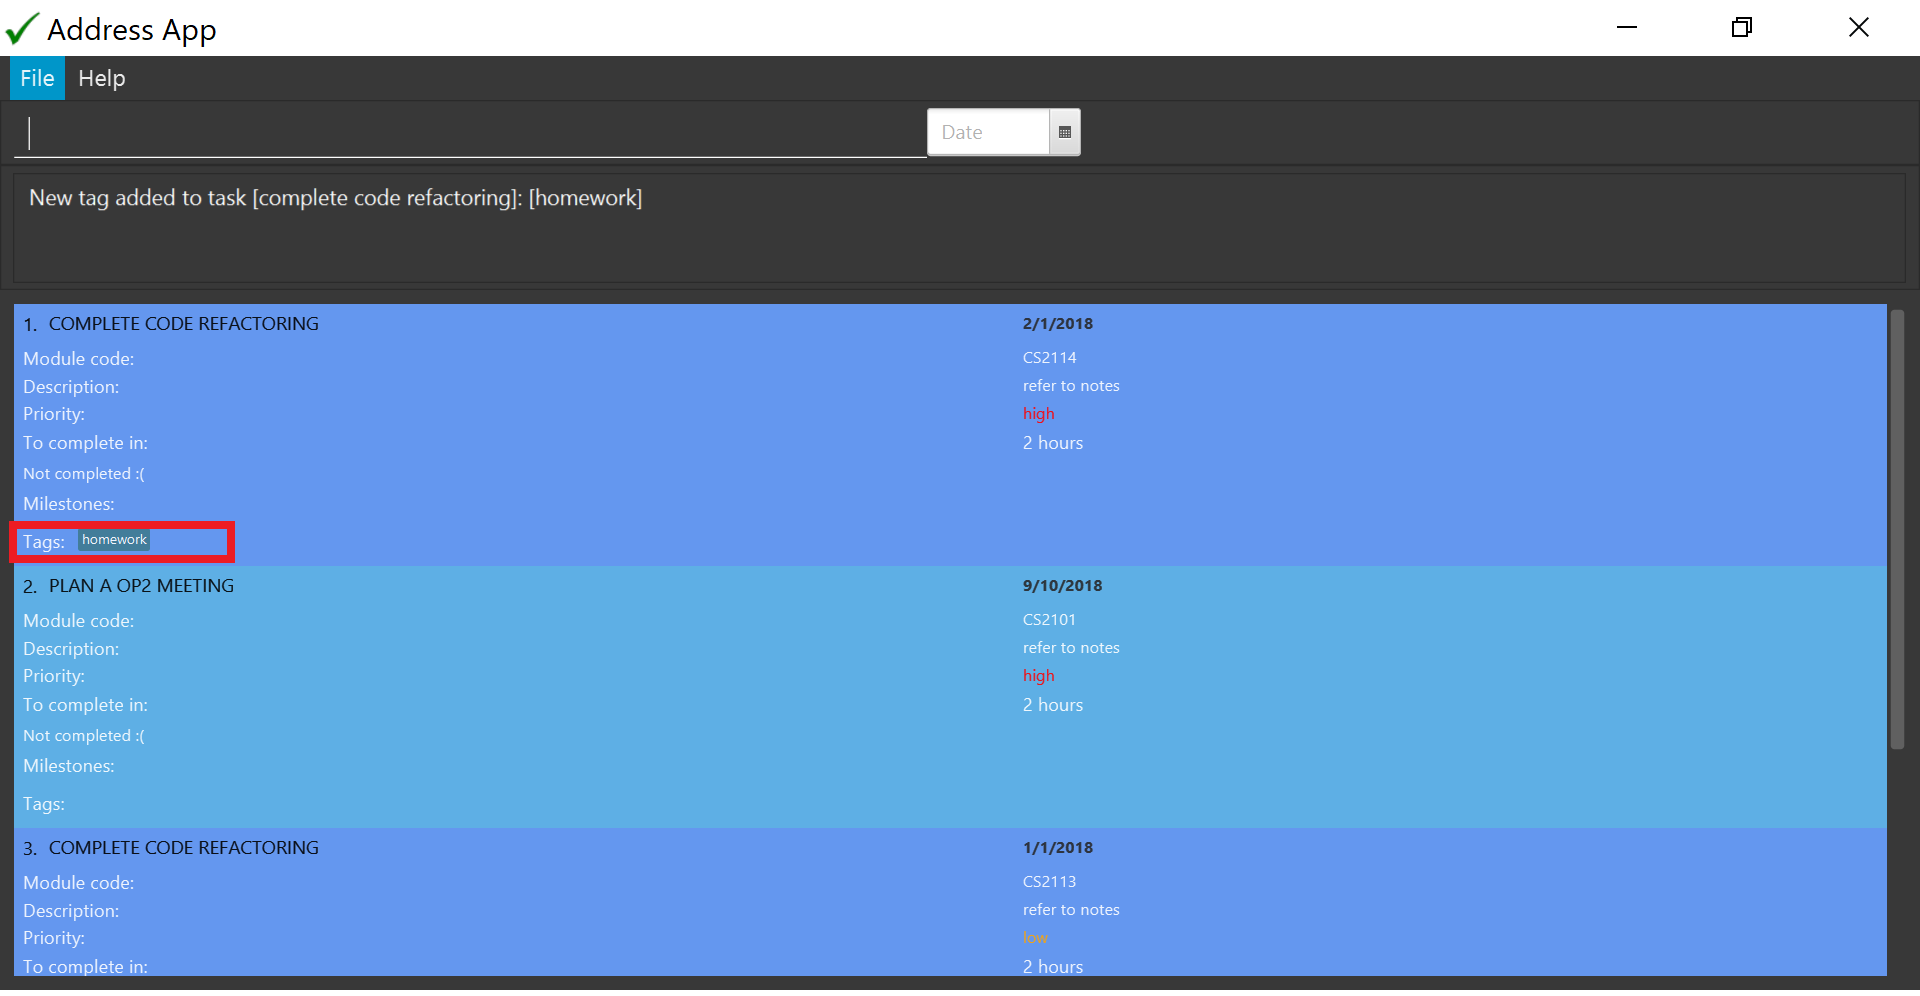 Address App
File Help
Date
New tag added to task [complete code refactoring]: [homework]
1. COMPLETE CODE REFACTORING 2/1/2018
Module code: CS2114
Description: refer to notes
Priority: high
To complete in: 2 hours
Not completed :(
Milestones:
Tags: homework
2. PLAN A OP2 MEETING 9/10/2018
Module code: CS2101
Description: refer to notes
Priority: high
To complete in: 2 hours
Not completed :(
Milestones:
Tags:
3. COMPLETE CODE REFACTORING 1/1/2018
Module code: CS2113
Description: refer to notes
Priority: low
To complete in: 2 hours